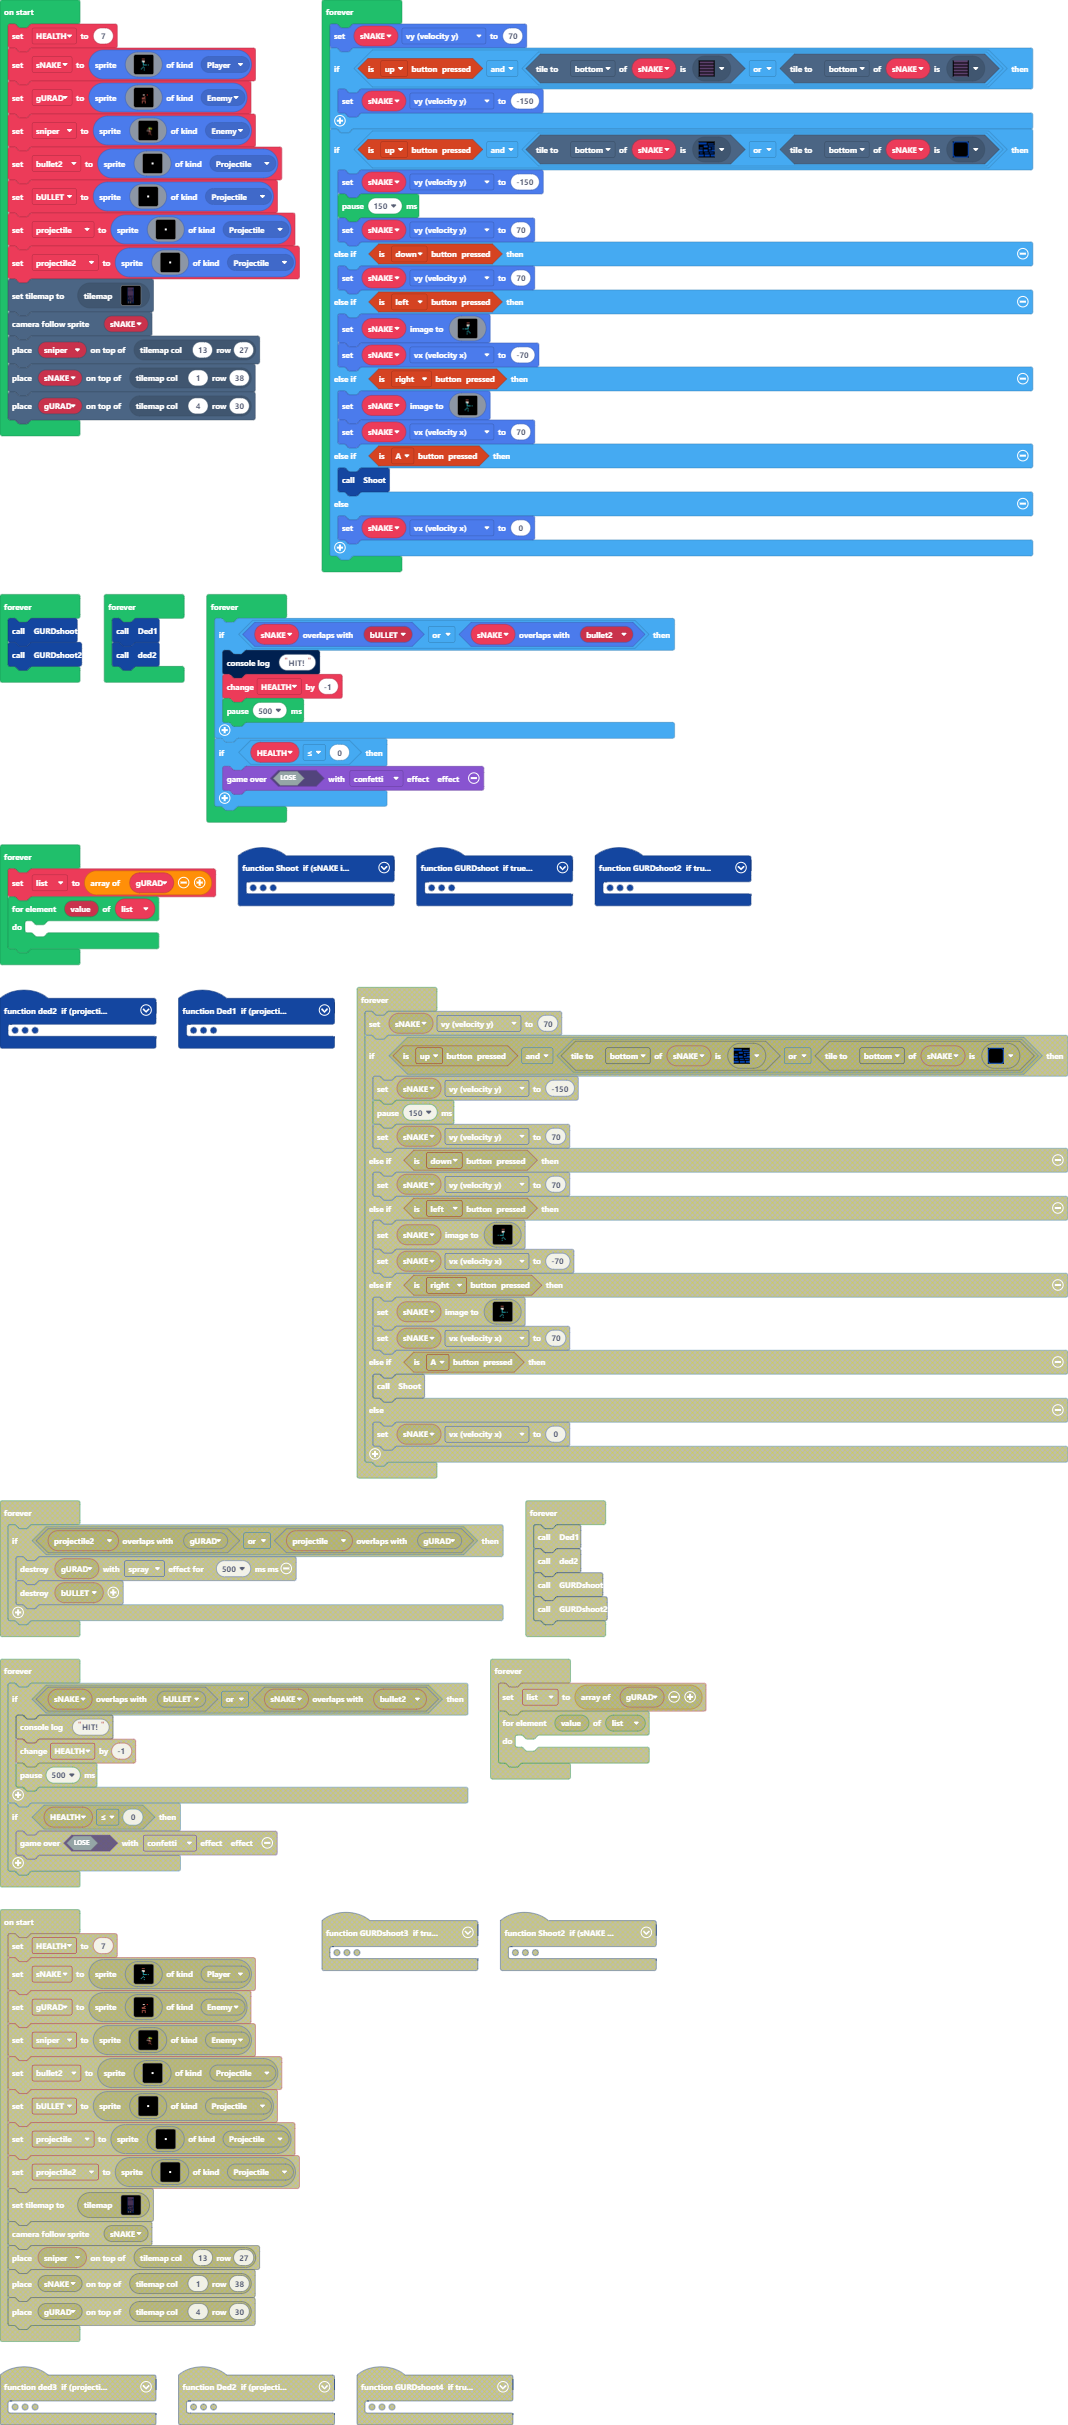 on start
set HEALTH to 7
set sNAKE to sprite of kind Player
set gURAD to sprite of kind Enemy
set sniper to sprite of kind Enemy
set bullet2 to sprite of kind Projectile
set bULLET to sprite of kind Projectile
set projectile to sprite of kind Projectile
set projectile2 to sprite of kind Projectile
set tilemap to tilemap
camera follow sprite sNAKE
place sniper on top of tilemap col 13 row 27
place sNAKE on top of tilemap col 1 row 38
place gURAD on top of tilemap col 4 row 30
forever
set sNAKE vy (velocity y) to 70
if is up button pressed and tile to bottom of sNAKE is or tile to bottom of sNAKE is then
set sNAKE vy (velocity y) to -150
if is up button pressed and tile to bottom of sNAKE is or tile to bottom of sNAKE is then
set sNAKE vy (velocity y) to -150
pause 150 ms
set sNAKE vy (velocity y) to 70
else if is down button pressed then
set sNAKE vy (velocity y) to 70
else if is left button pressed then
set sNAKE image to
set sNAKE vx (velocity x) to -70
else if is right button pressed then
set sNAKE image to
set sNAKE vx (velocity x) to 70
else if is A button pressed then
call Shoot
else
set sNAKE vx (velocity x) to 0
forever
call GURDshoot
call GURDshoot2
forever
call Ded1
call ded2
forever
if sNAKE overlaps with bULLET or sNAKE overlaps with bullet2 then
console log "HIT!"
change HEALTH by -1
pause 500 ms
if HEALTH ≤ 0 then
game over LOSE with confetti effect effect
forever
set list to array of gURAD
for element value of list
do
function Shoot if (sNAKE i...
function GURDshoot if true...
function GURDshoot2 if tru...
function ded2 if (projecti...
function Ded1 if (projecti...
forever
set sNAKE vy (velocity y) to 70
if is up button pressed and tile to bottom of sNAKE is or tile to bottom of sNAKE is then
set sNAKE vy (velocity y) to -150
pause 150 ms
set sNAKE vy (velocity y) to 70
else if is down button pressed then
set sNAKE vy (velocity y) to 70
else if is left button pressed then
set sNAKE image to
set sNAKE vx (velocity x) to -70
else if is right button pressed then
set sNAKE image to
set sNAKE vx (velocity x) to 70
else if is A button pressed then
call Shoot
else
set sNAKE vx (velocity x) to 0
forever
if projectile2 overlaps with gURAD or projectile overlaps with gURAD then
destroy gURAD with spray effect for 500 ms ms
destroy bULLET
forever
call Ded1
call ded2
call GURDshoot
call GURDshoot2
forever
if sNAKE overlaps with bULLET or sNAKE overlaps with bullet2 then
console log "HIT!"
change HEALTH by -1
pause 500 ms
if HEALTH ≤ 0 then
game over LOSE with confetti effect effect
forever
set list to array of gURAD
for element value of list
do
on start
set HEALTH to 7
set sNAKE to sprite of kind Player
set gURAD to sprite of kind Enemy
set sniper to sprite of kind Enemy
set bullet2 to sprite of kind Projectile
set bULLET to sprite of kind Projectile
set projectile to sprite of kind Projectile
set projectile2 to sprite of kind Projectile
set tilemap to tilemap
camera follow sprite sNAKE
place sniper on top of tilemap col 13 row 27
place sNAKE on top of tilemap col 1 row 38
place gURAD on top of tilemap col 4 row 30
function GURDshoot3 if tru...
function Shoot2 if (sNAKE ...
function ded3 if (projecti...
function Ded2 if (projecti...
function GURDshoot4 if tru...